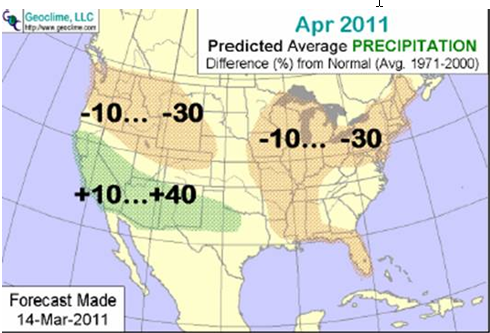 Geoclime, LLC
http://www.geoclime.com
Apr 2011
Predicted Average PRECIPITATION
Difference (%) from Normal (Avg. 1971-2000)
-10... -30
-10... -30
+10...+40
Forecast Made
14-Mar-2011